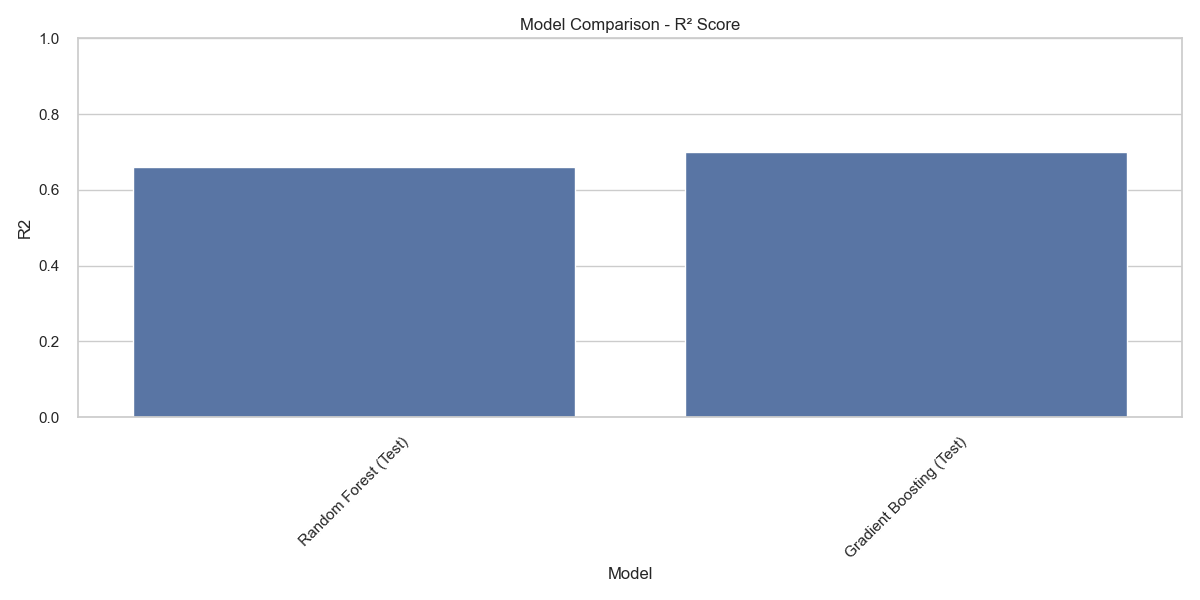 Model Comparison - R² Score
1.0
0.8
0.6
0.4
0.2
0.0
R2
Random Forest (Test)
Gradient Boosting (Test)
Model